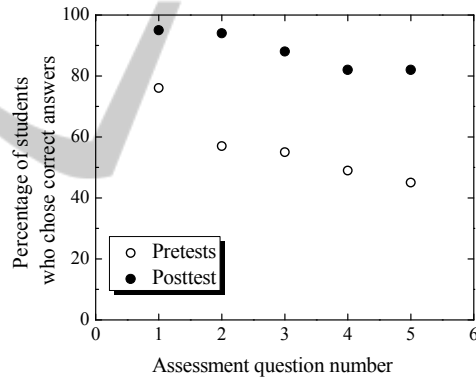 100
80
60
40
20
0
Percentage of students
who chose correct answers
Pretests
Posttest
0 1 2 3 4 5 6
Assessment question number